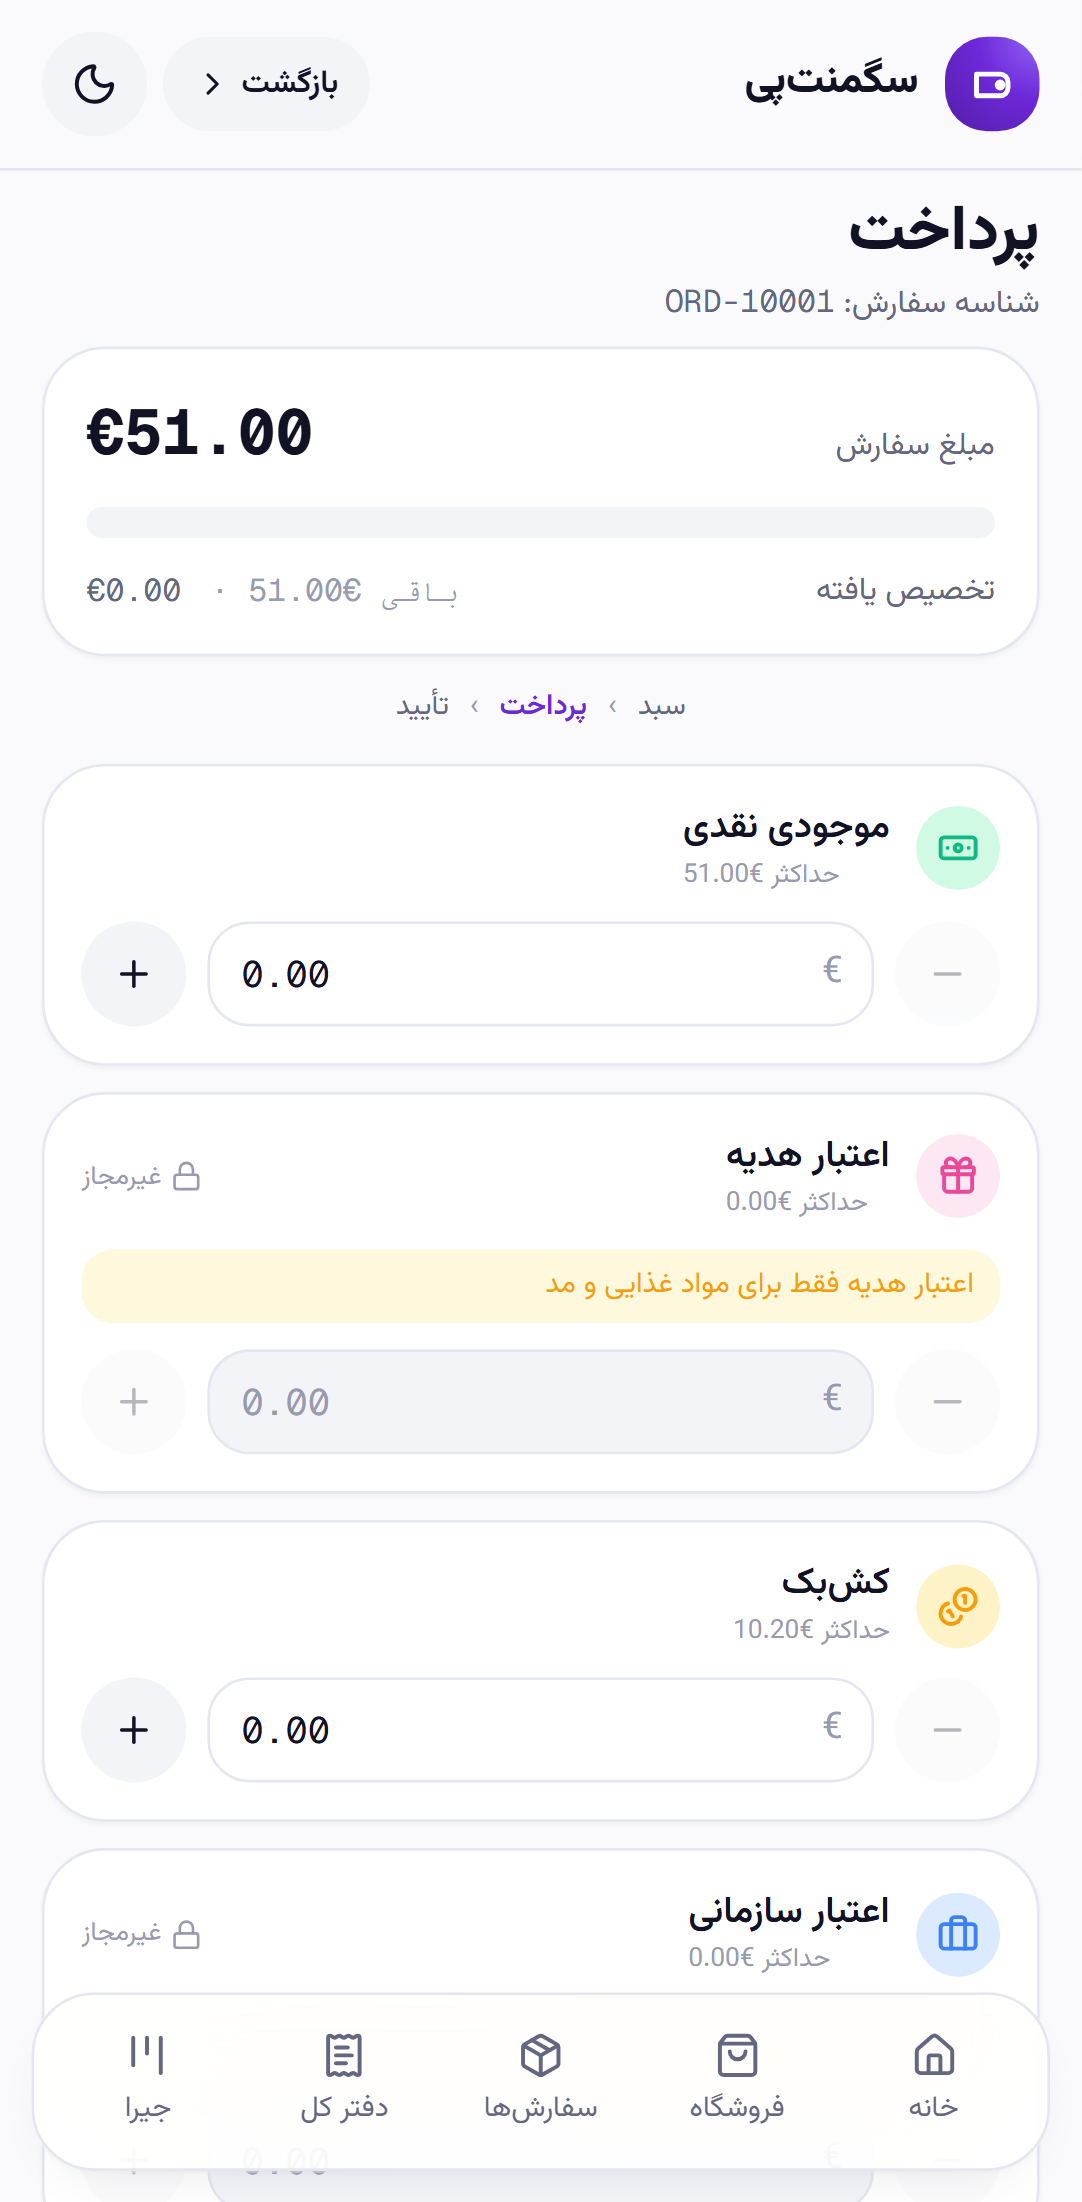 سگمنت‌پی
بازگشت
پرداخت
شناسه سفارش: ORD-10001
مبلغ سفارش
€51.00
تخصیص یافته
€0.00 · باقی 51.00€
سبد › پرداخت › تأیید
موجودی نقدی
حداکثر 51.00€
€ 0.00
اعتبار هدیه
حداکثر 0.00€
غیرمجاز
اعتبار هدیه فقط برای مواد غذایی و مد
€ 0.00
کش‌بک
حداکثر 10.20€
€ 0.00
اعتبار سازمانی
حداکثر 0.00€
غیرمجاز
خانه
فروشگاه
سفارش‌ها
دفتر کل
جیرا
€ 0.00